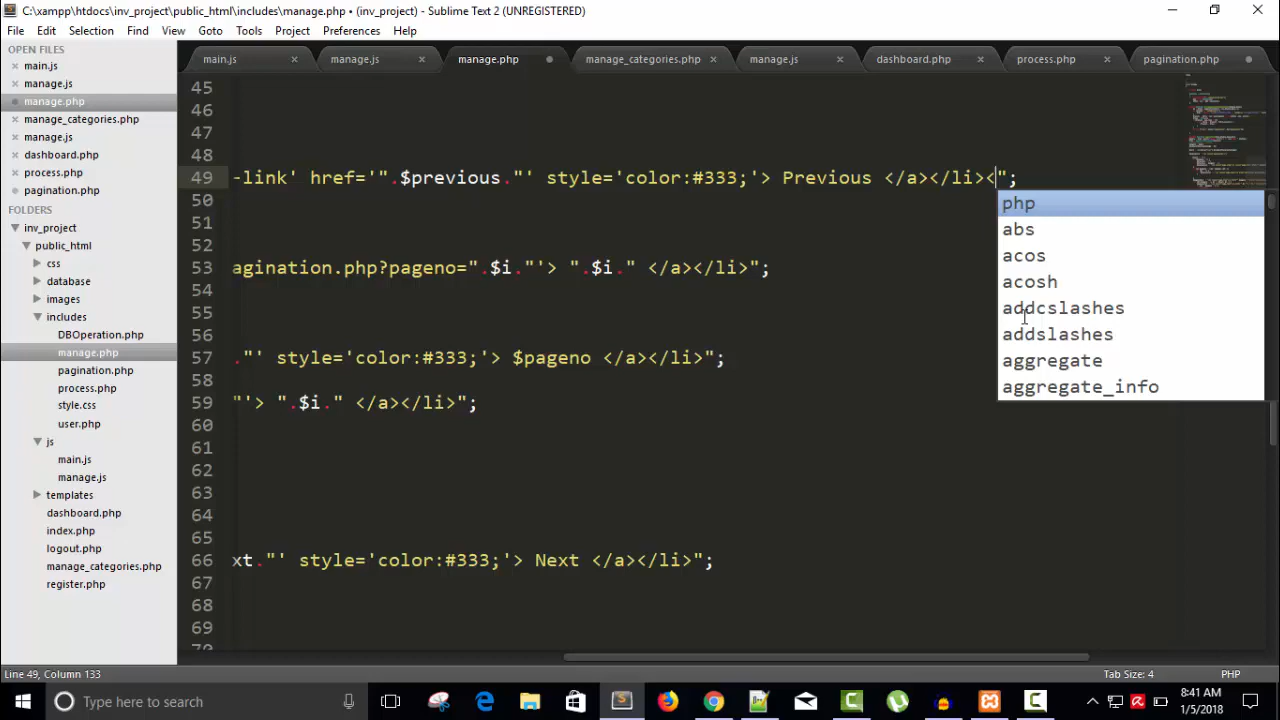 C:\xampp\htdocs\inv_project\public_html\includes\manage.php • (inv_project) - Sublime Text 2 (UNREGISTERED)
File Edit Selection Find View Goto Tools Project Preferences Help
OPEN FILES
main.js
manage.js
manage.php
manage_categories.php
manage.js
dashboard.php
process.php
pagination.php
FOLDERS
inv_project
public_html
css
database
images
includes
DBOperation.php
manage.php
pagination.php
process.php
style.css
user.php
js
main.js
manage.js
templates
dashboard.php
index.php
logout.php
manage_categories.php
register.php
main.js manage.js manage.php manage_categories.php manage.js dashboard.php process.php pagination.php
45
46
47
48
49 -link' href='".$previous."' style='color:#333;'> Previous </a></li><";
50
51
52
53 agination.php?pageno=".$i."'> ".$i." </a></li>";
54
55
56
57 ."' style='color:#333;'> $pageno </a></li>";
58
59 "'> ".$i." </a></li>";
60
61
62
63
64
65
66 xt."' style='color:#333;'> Next </a></li>";
67
68
69
70
php
abs
acos
acosh
addcslashes
addslashes
aggregate
aggregate_info
Line 49, Column 133 Tab Size: 4 PHP
Type here to search
8:41 AM
1/5/2018